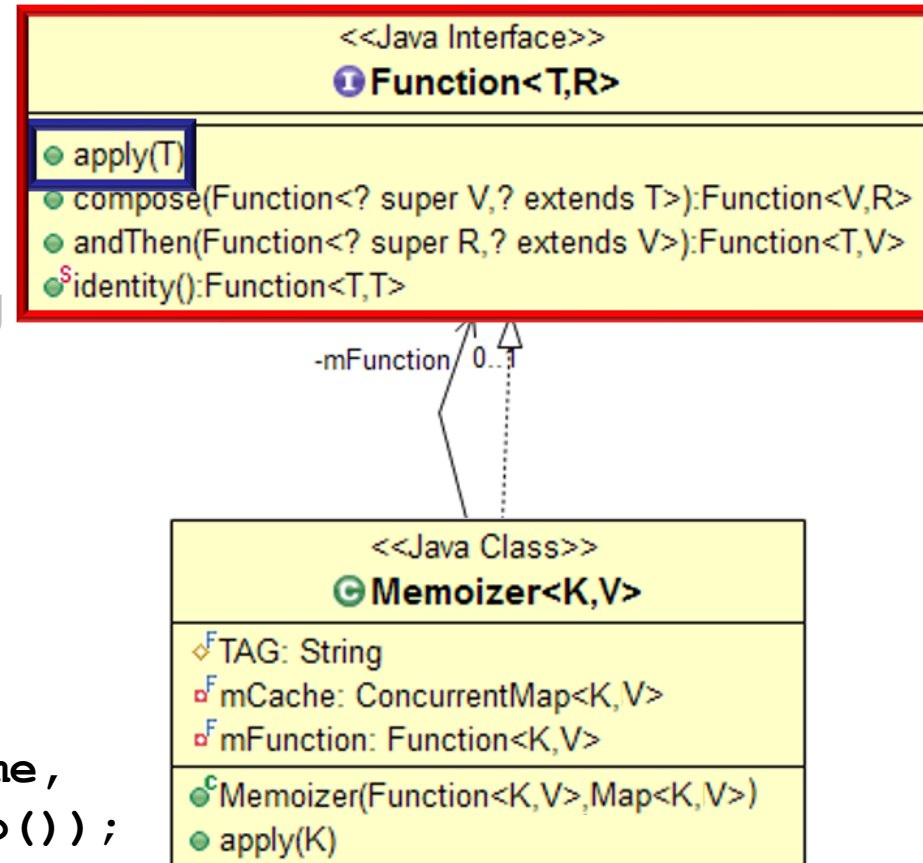 <<Java Interface>>
I Function<T,R>
apply(T)
compose(Function<? super V,? extends T>):Function<V,R>
andThen(Function<? super R,? extends V>):Function<T,V>
S identity():Function<T,T>
-mFunction 0..1
<<Java Class>>
C Memoizer<K,V>
F TAG: String
F mCache: ConcurrentMap<K,V>
F mFunction: Function<K,V>
,
C Memoizer(Function<K,V>,Map<K,V>)
());
apply(K)